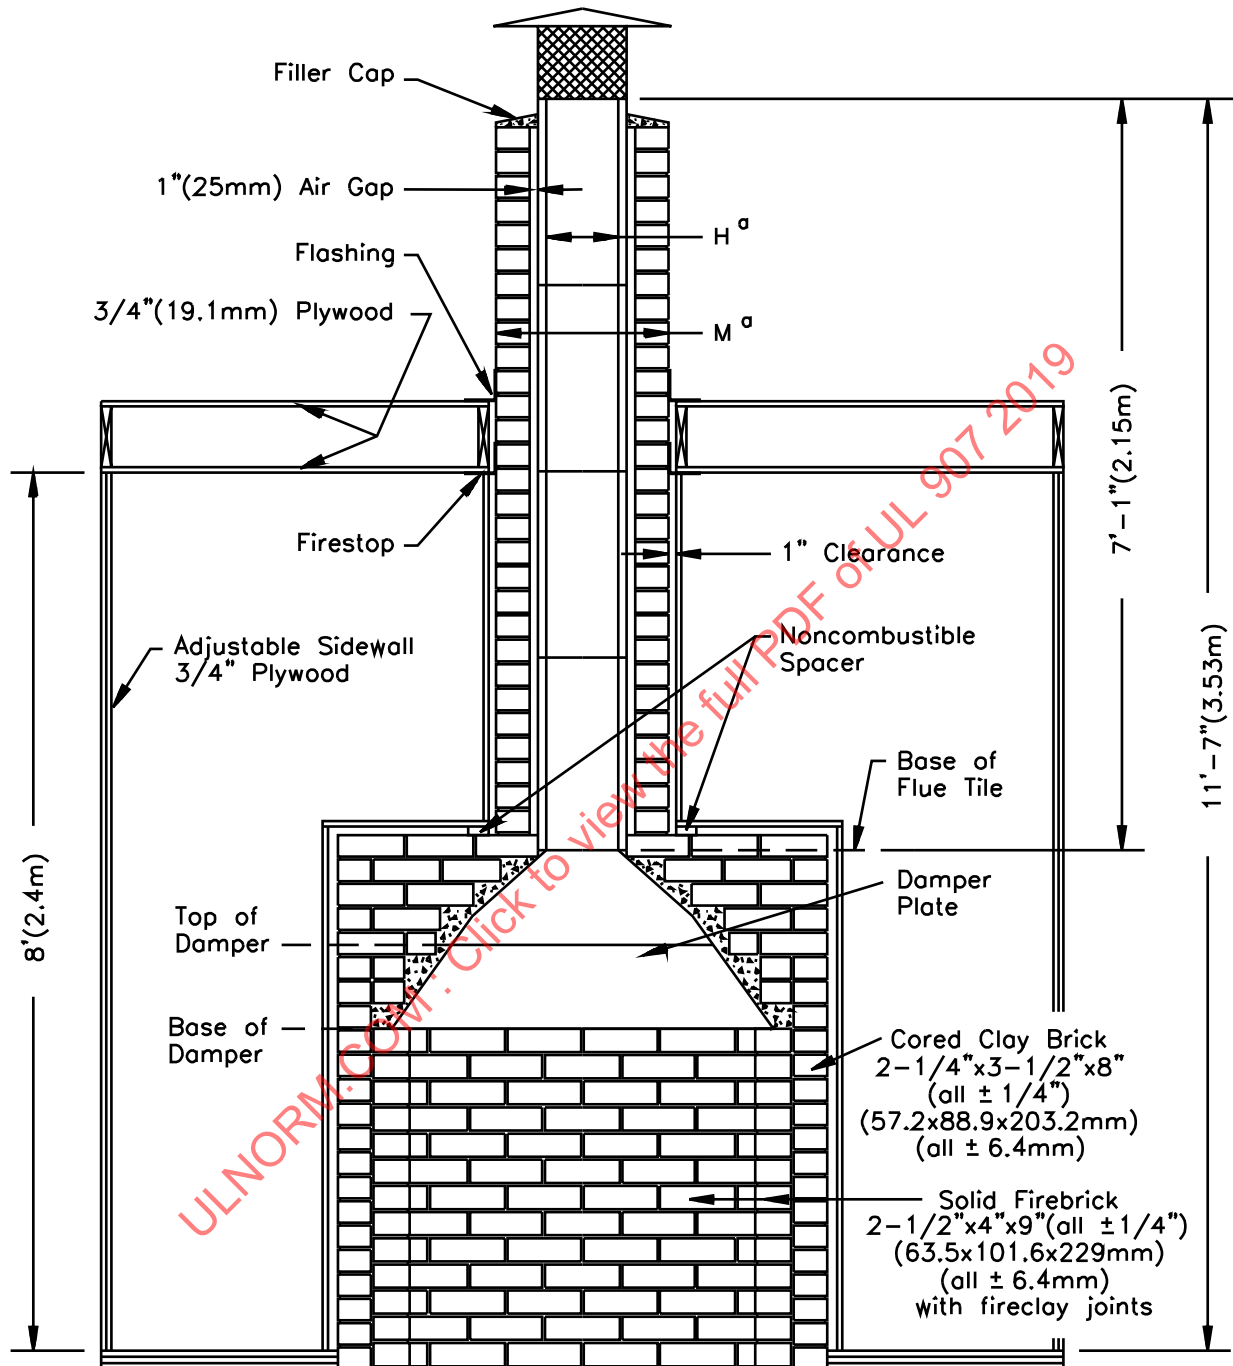 Filler Cap
1"(25mm) Air Gap
H a
Flashing
3/4"(19.1mm) Plywood
M a
7'-1"(2.15m)
Firestop
1" Clearance
Adjustable Sidewall
3/4" Plywood
Noncombustible
Spacer
11'-7"(3.53m)
Base of
Flue Tile
8'(2.4m)
Damper
Plate
Top of
Damper
Base of
Damper
Cored Clay Brick
2-1/4"x3-1/2"x8"
(all ± 1/4")
(57.2x88.9x203.2mm)
(all ± 6.4mm)
Solid Firebrick
2-1/2"x4"x9"(all ±1/4")
(63.5x101.6x229mm)
(all ± 6.4mm)
with fireclay joints
ULNORM.COM : Click to view the full PDF of UL 907 2019